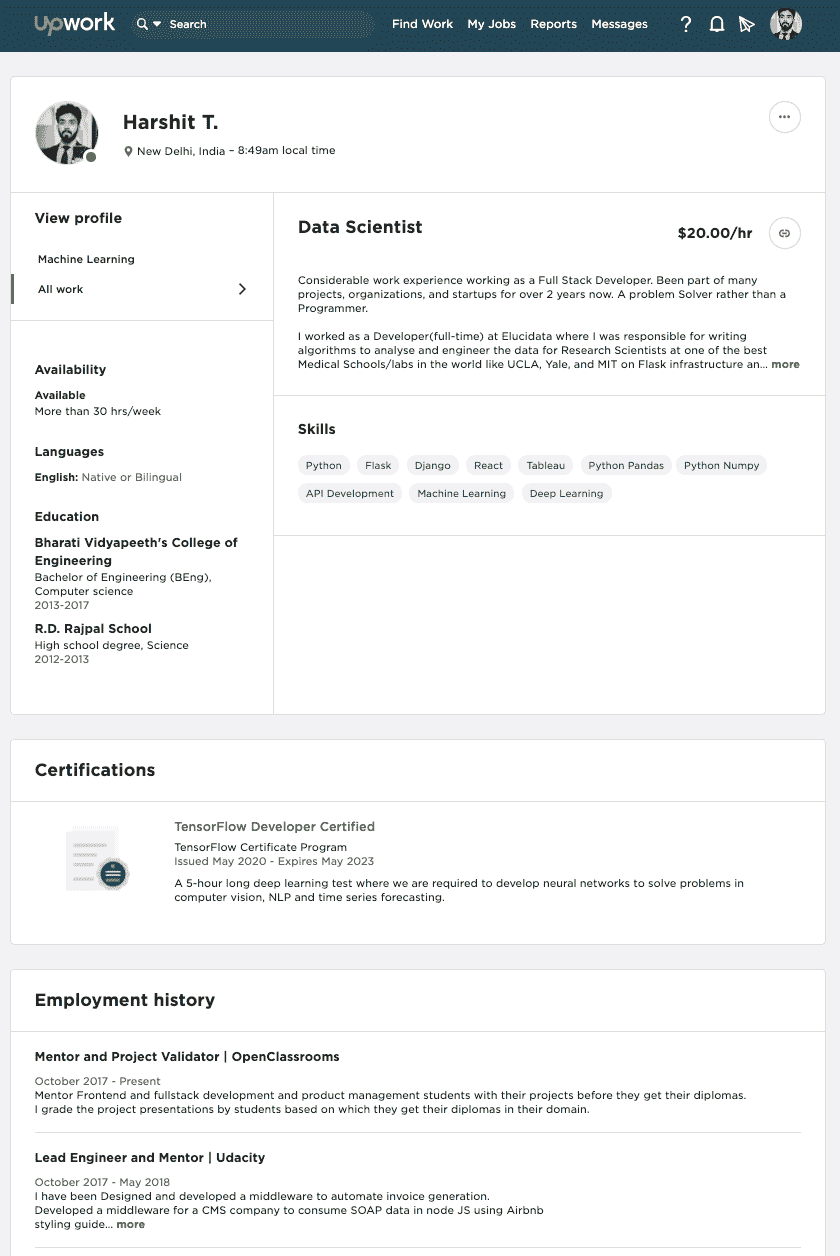 upwork
Search
Find Work
My Jobs
Reports
Messages
?
Harshit T.
New Delhi, India – 8:49am local time
View profile
Machine Learning
All work
Availability
Available
More than 30 hrs/week
Languages
English: Native or Bilingual
Education
Bharati Vidyapeeth's College of
Engineering
Bachelor of Engineering (BEng),
Computer science
2013-2017
R.D. Rajpal School
High school degree, Science
2012-2013
Data Scientist
$20.00/hr
Considerable work experience working as a Full Stack Developer. Been part of many
projects, organizations, and startups for over 2 years now. A problem Solver rather than a
Programmer.
I worked as a Developer(full-time) at Elucidata where I was responsible for writing
algorithms to analyse and engineer the data for Research Scientists at one of the best
Medical Schools/labs in the world like UCLA, Yale, and MIT on Flask infrastructure an... more
Skills
Python
Flask
Django
React
Tableau
Python Pandas
Python Numpy
API Development
Machine Learning
Deep Learning
Certifications
TensorFlow Developer Certified
TensorFlow Certificate Program
Issued May 2020 - Expires May 2023
A 5-hour long deep learning test where we are required to develop neural networks to solve problems in
computer vision, NLP and time series forecasting.
Employment history
Mentor and Project Validator | OpenClassrooms
October 2017 - Present
Mentor Frontend and fullstack development and product management students with their projects before they get their diplomas.
I grade the project presentations by students based on which they get their diplomas in their domain.
Lead Engineer and Mentor | Udacity
October 2017 - May 2018
I have been Designed and developed a middleware to automate invoice generation.
Developed a middleware for a CMS company to consume SOAP data in node JS using Airbnb
styling guide... more